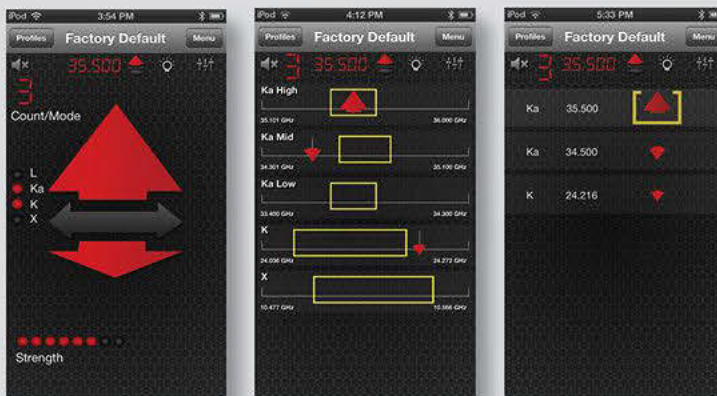 iPod 3:54 PM
Profiles Factory Default Menu
35.500
3
Count/Mode
L
Ka
K
X
Strength
iPod 4:12 PM
Profiles Factory Default Menu
3 35.500
Ka High
35.101 GHz 36.000 GHz
Ka Mid
34.301 GHz 35.100 GHz
Ka Low
33.400 GHz 34.300 GHz
K
24.036 GHz 24.272 GHz
X
10.477 GHz 10.566 GHz
iPod 5:33 PM
Profiles Factory Default Menu
3 35.500
Ka 35.500
Ka 34.500
K 24.216